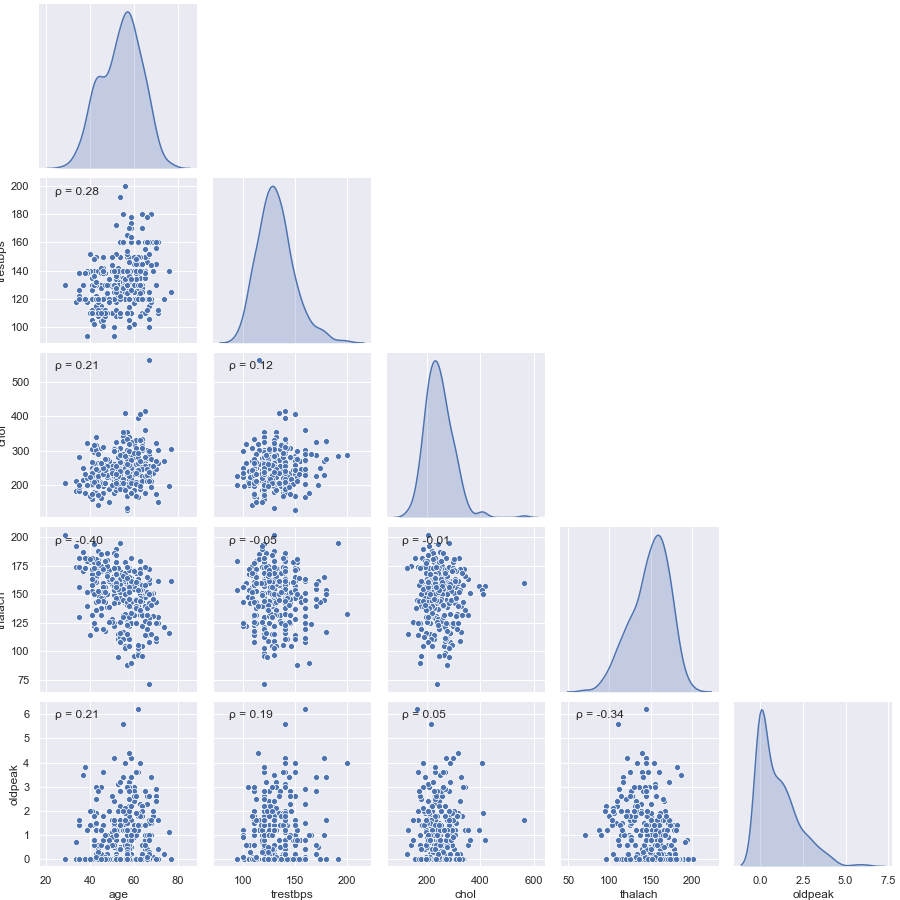 ρ = 0.28
200
180
160
140
120
100
trestbps
ρ = 0.21
ρ = 0.12
500
400
300
200
chol
ρ = -0.40
ρ = -0.05
ρ = -0.01
200
175
150
125
100
75
thalach
ρ = 0.21
ρ = 0.19
ρ = 0.05
ρ = -0.34
6
5
4
3
2
1
0
oldpeak
20 40 60 80 100 150 200 200 400 600 50 100 150 200 0.0 2.5 5.0 7.5
age trestbps chol thalach oldpeak